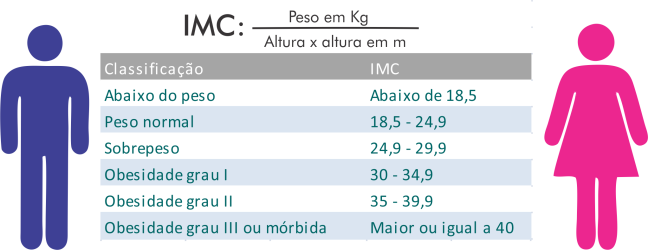 IMC: Peso em Kg
Altura x altura em m
Classificação IMC
Abaixo do peso Abaixo de 18,5
Peso normal 18,5 - 24,9
Sobrepeso 24,9 - 29,9
Obesidade grau I 30 - 34,9
Obesidade grau II 35 - 39,9
Obesidade grau III ou mórbida Maior ou igual a 40